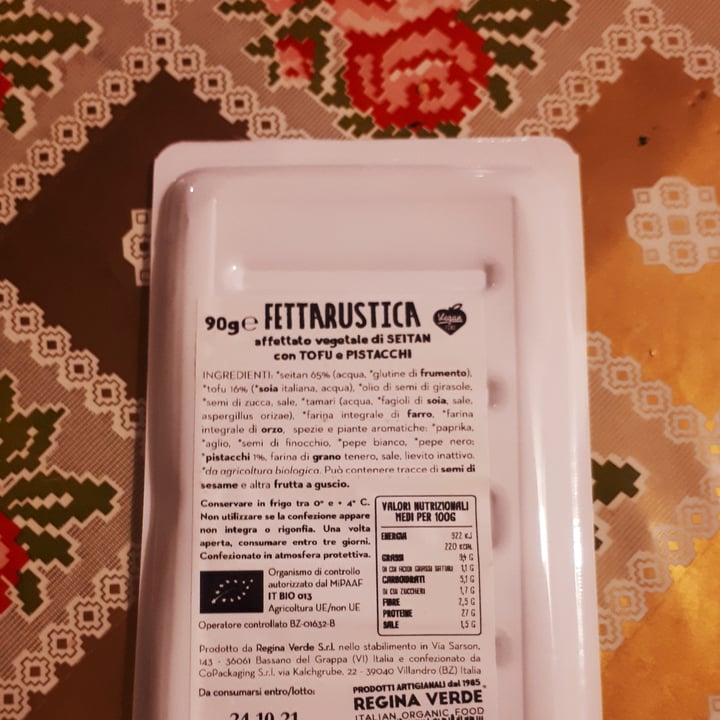 90g e FETTARUSTICA Vegan
affettato vegetale di SEITAN
con TOFU e PISTACCHI
INGREDIENTI: *seitan 65% (acqua, *glutine di frumento),
*tofu 16% (*soia italiana, acqua), *olio di semi di girasole,
*semi di zucca, sale, *tamari (acqua, *fagioli di soia, sale,
aspergillus orizae), *farina integrale di farro, *farina
integrale di orzo, spezie e piante aromatiche: *paprika,
*aglio, *semi di finocchio, *pepe bianco, *pepe nero;
*pistacchi 1%, farina di grano tenero, sale, lievito inattivo.
*da agricoltura biologica. Può contenere tracce di semi di
sesame e altra frutta a guscio.
Conservare in frigo tra 0° e + 4° C.
Non utilizzare se la confezione appare
non integra o rigonfia. Una volta
aperta, consumare entro tre giorni.
Confezionato in atmosfera protettiva.
VALORI NUTRIZIONALI
MEDI PER 100G
ENERGIA 922 KJ
220 KCAL
GRASSI 9,4 G
DI CUI ACIDI GRASSI SATURI 1,1 G
CARBOIDRATI 5,1 G
DI CUI ZUCCHERI 1,7 G
FIBRE 2,5 G
PROTEINE 27 G
SALE 1,5 G
Organismo di controllo
autorizzato dal MiPAAF
IT BIO 013
Agricoltura UE/non UE
Operatore controllato BZ-01632-B
Prodotto da Regina Verde S.r.l. nello stabilimento in Via Sarson,
143 - 36061 Bassano del Grappa (VI) Italia e confezionato da
CoPackaging S.r.l. via Kalchgrube, 22 - 39040 Villandro (BZ) Italia
Da consumarsi entro/lotto:
24.10.21
PRODOTTI ARTIGIANALI dal 1985
REGINA VERDE
ITALIAN ORGANIC FOOD